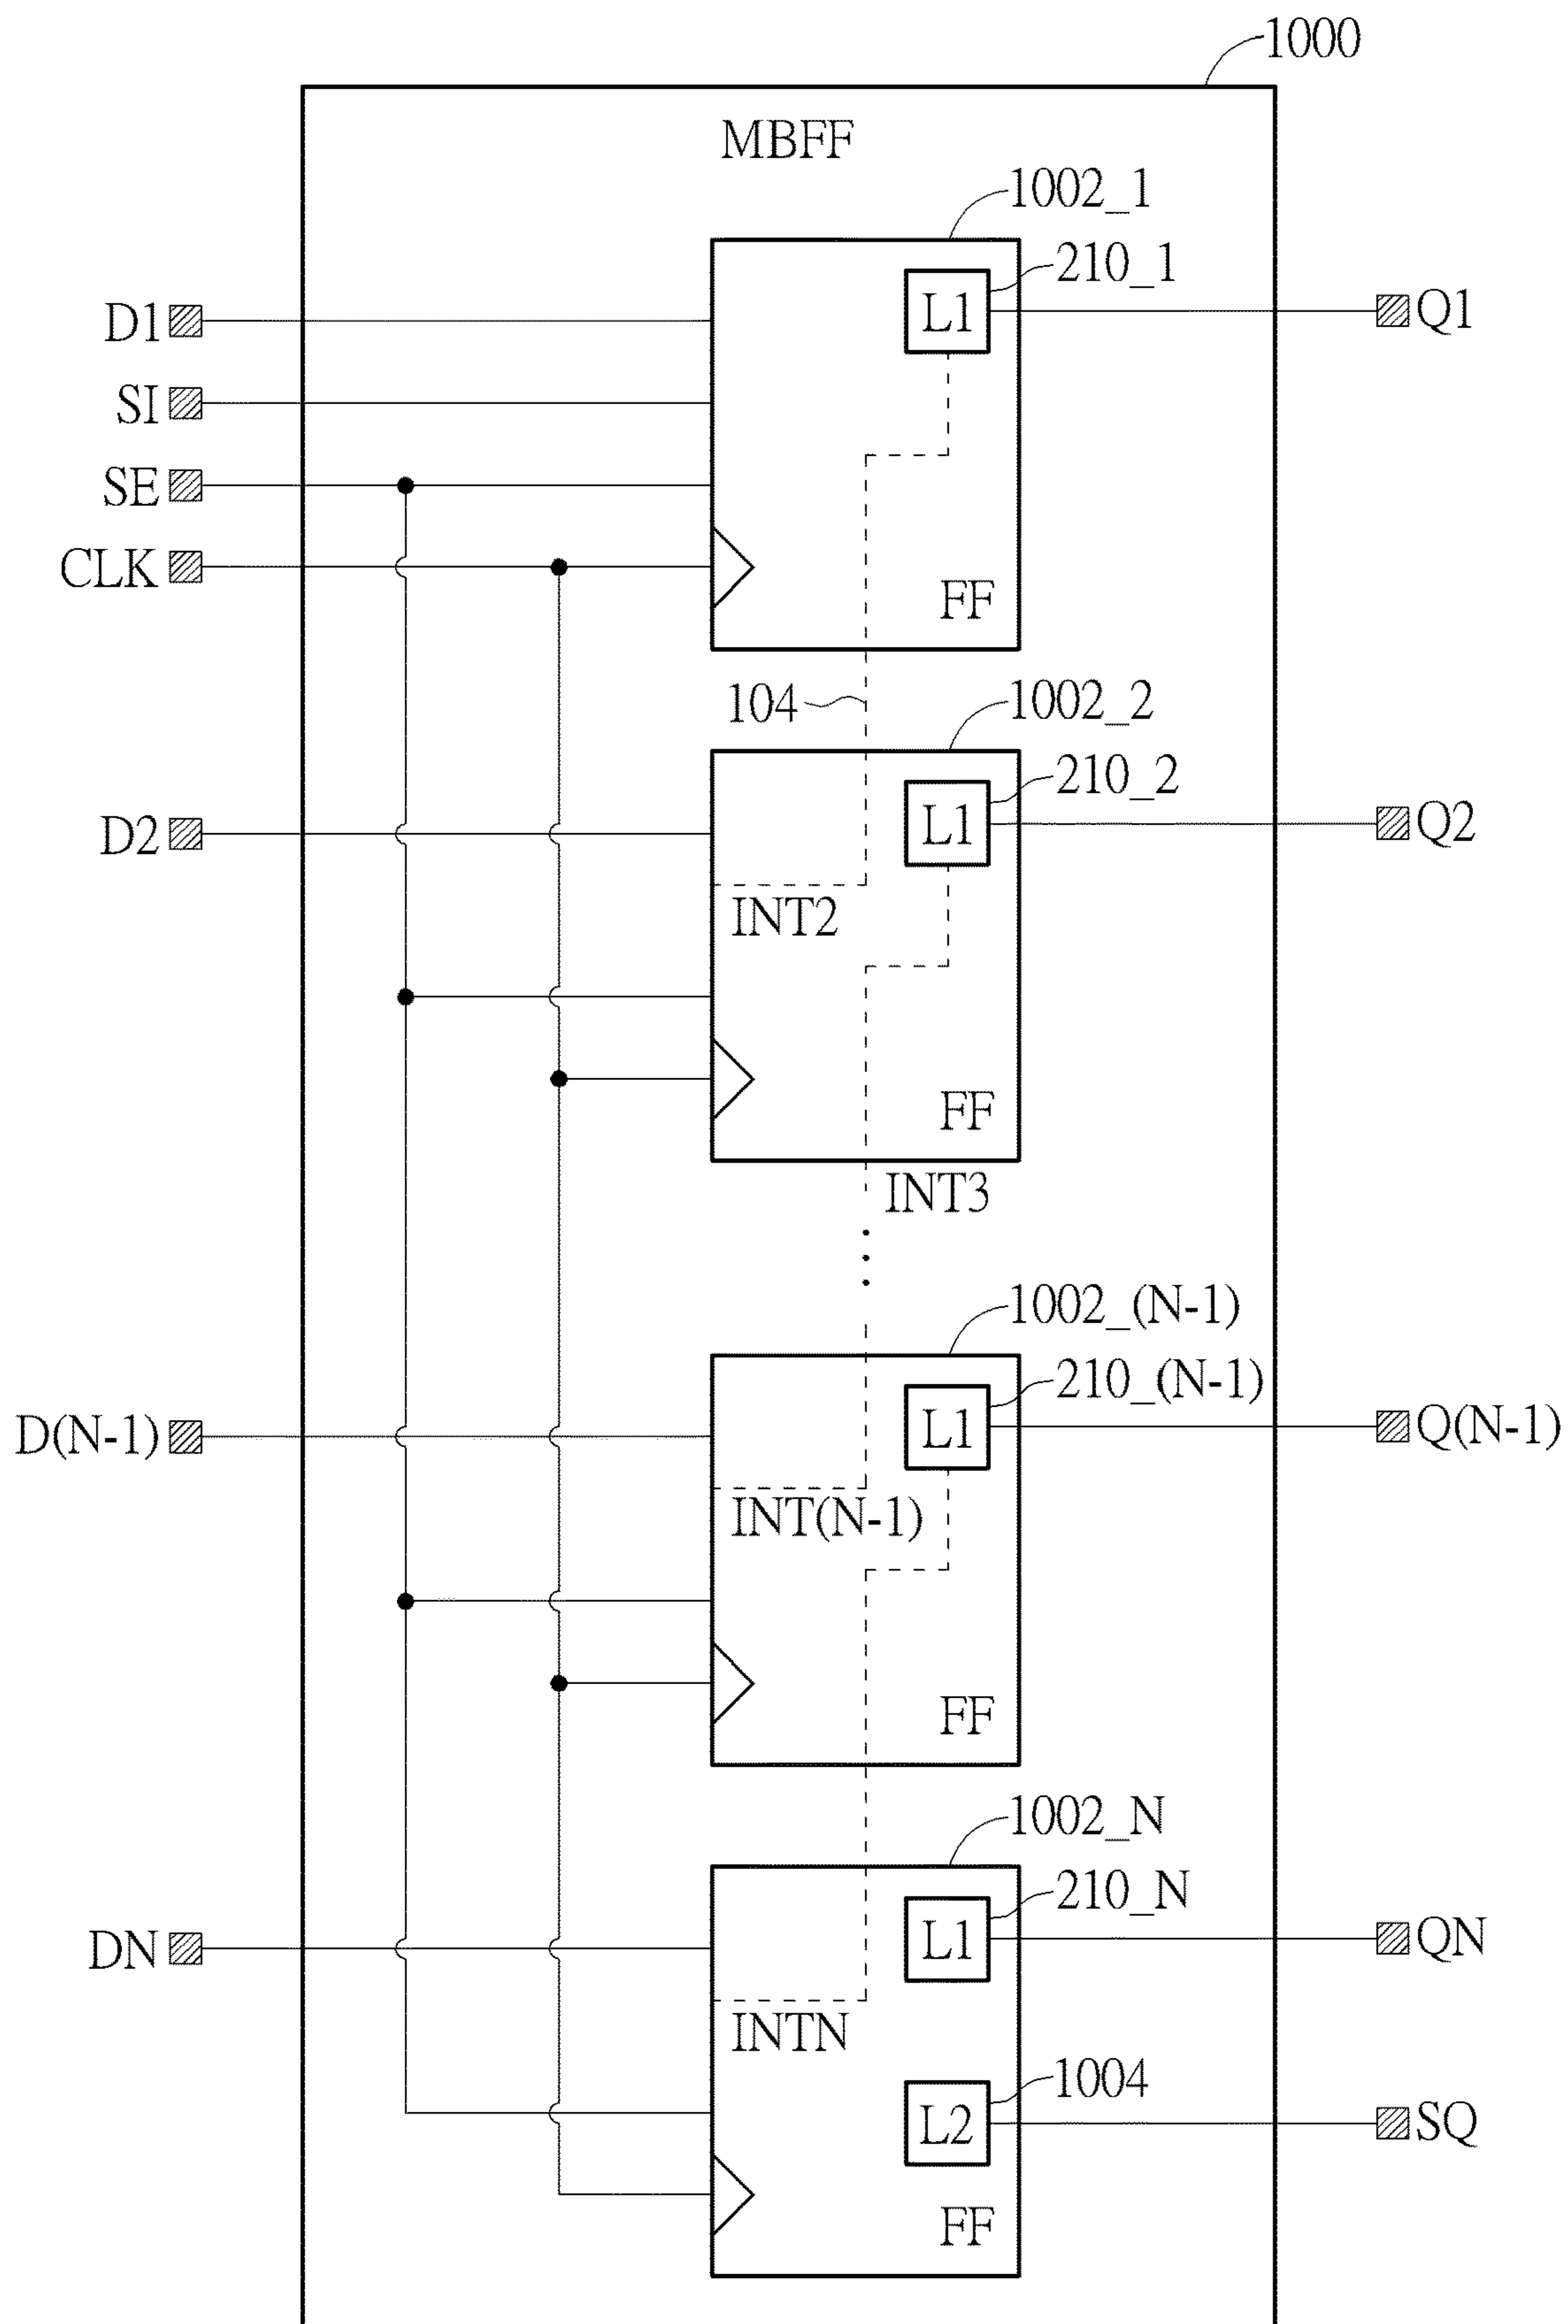 1000
MBFF
1002_1
210_1
D1
L1
Q1
SI
SE
CLK
FF
104
1002_2
210_2
D2
L1
Q2
INT2
FF
INT3
1002_(N-1)
210_(N-1)
D(N-1)
L1
Q(N-1)
INT(N-1)
FF
1002_N
210_N
DN
L1
QN
INTN
1004
L2
SQ
FF